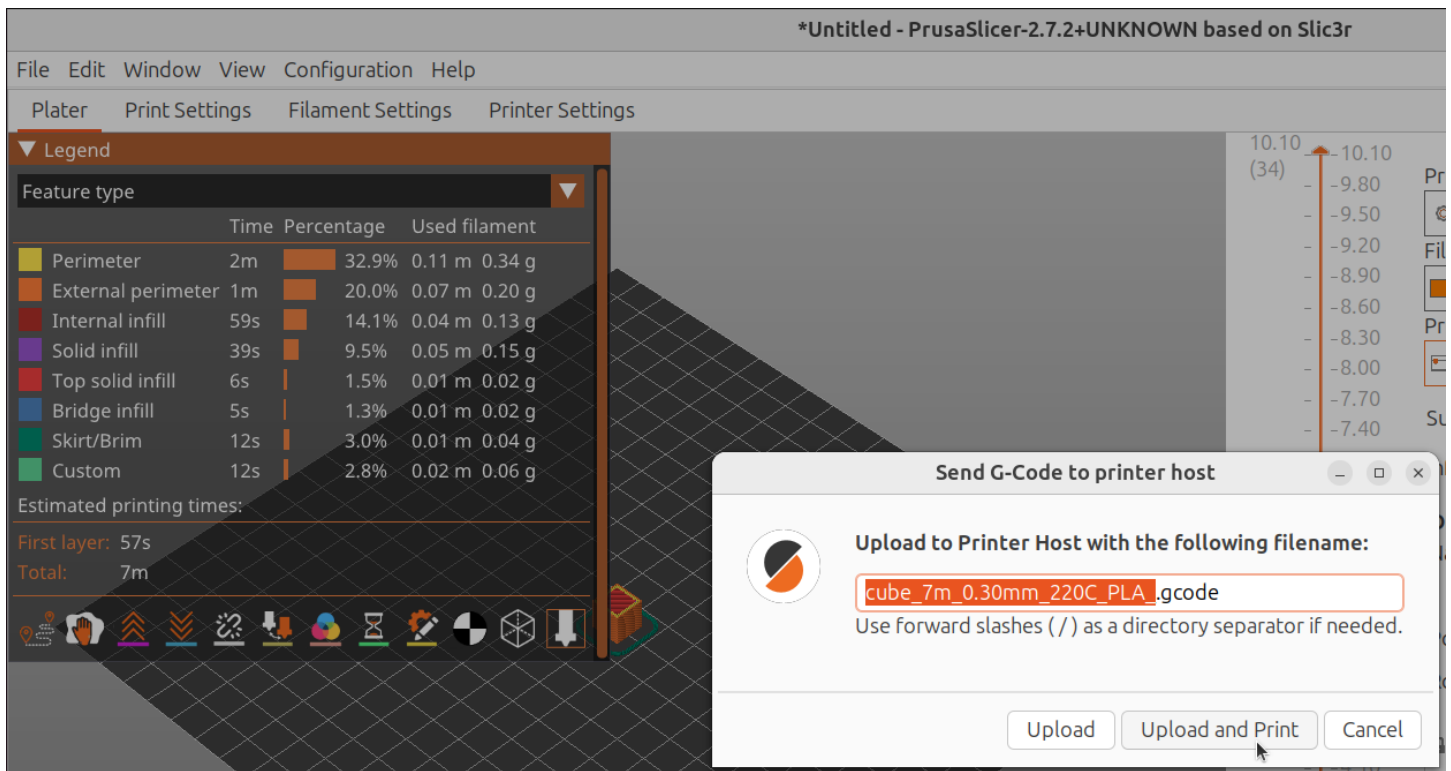 *Untitled - PrusaSlicer-2.7.2+UNKNOWN based on Slic3r
File Edit Window View Configuration Help
Plater Print Settings Filament Settings Printer Settings
Legend
Feature type
Time Percentage Used filament
Perimeter 2m 32.9% 0.11 m 0.34 g
External perimeter 1m 20.0% 0.07 m 0.20 g
Internal infill 59s 14.1% 0.04 m 0.13 g
Solid infill 39s 9.5% 0.05 m 0.15 g
Top solid infill 6s 1.5% 0.01 m 0.02 g
Bridge infill 5s 1.3% 0.01 m 0.02 g
Skirt/Brim 12s 3.0% 0.01 m 0.04 g
Custom 12s 2.8% 0.02 m 0.06 g
Estimated printing times:
First layer: 57s
Total: 7m
10.10
(34)
10.10
9.80
9.50
9.20
8.90
8.60
8.30
8.00
7.70
7.40
Pr
Fil
Pr
Su
Send G-Code to printer host
Upload to Printer Host with the following filename:
cube_7m_0.30mm_220C_PLA_.gcode
Use forward slashes ( / ) as a directory separator if needed.
Upload Upload and Print Cancel